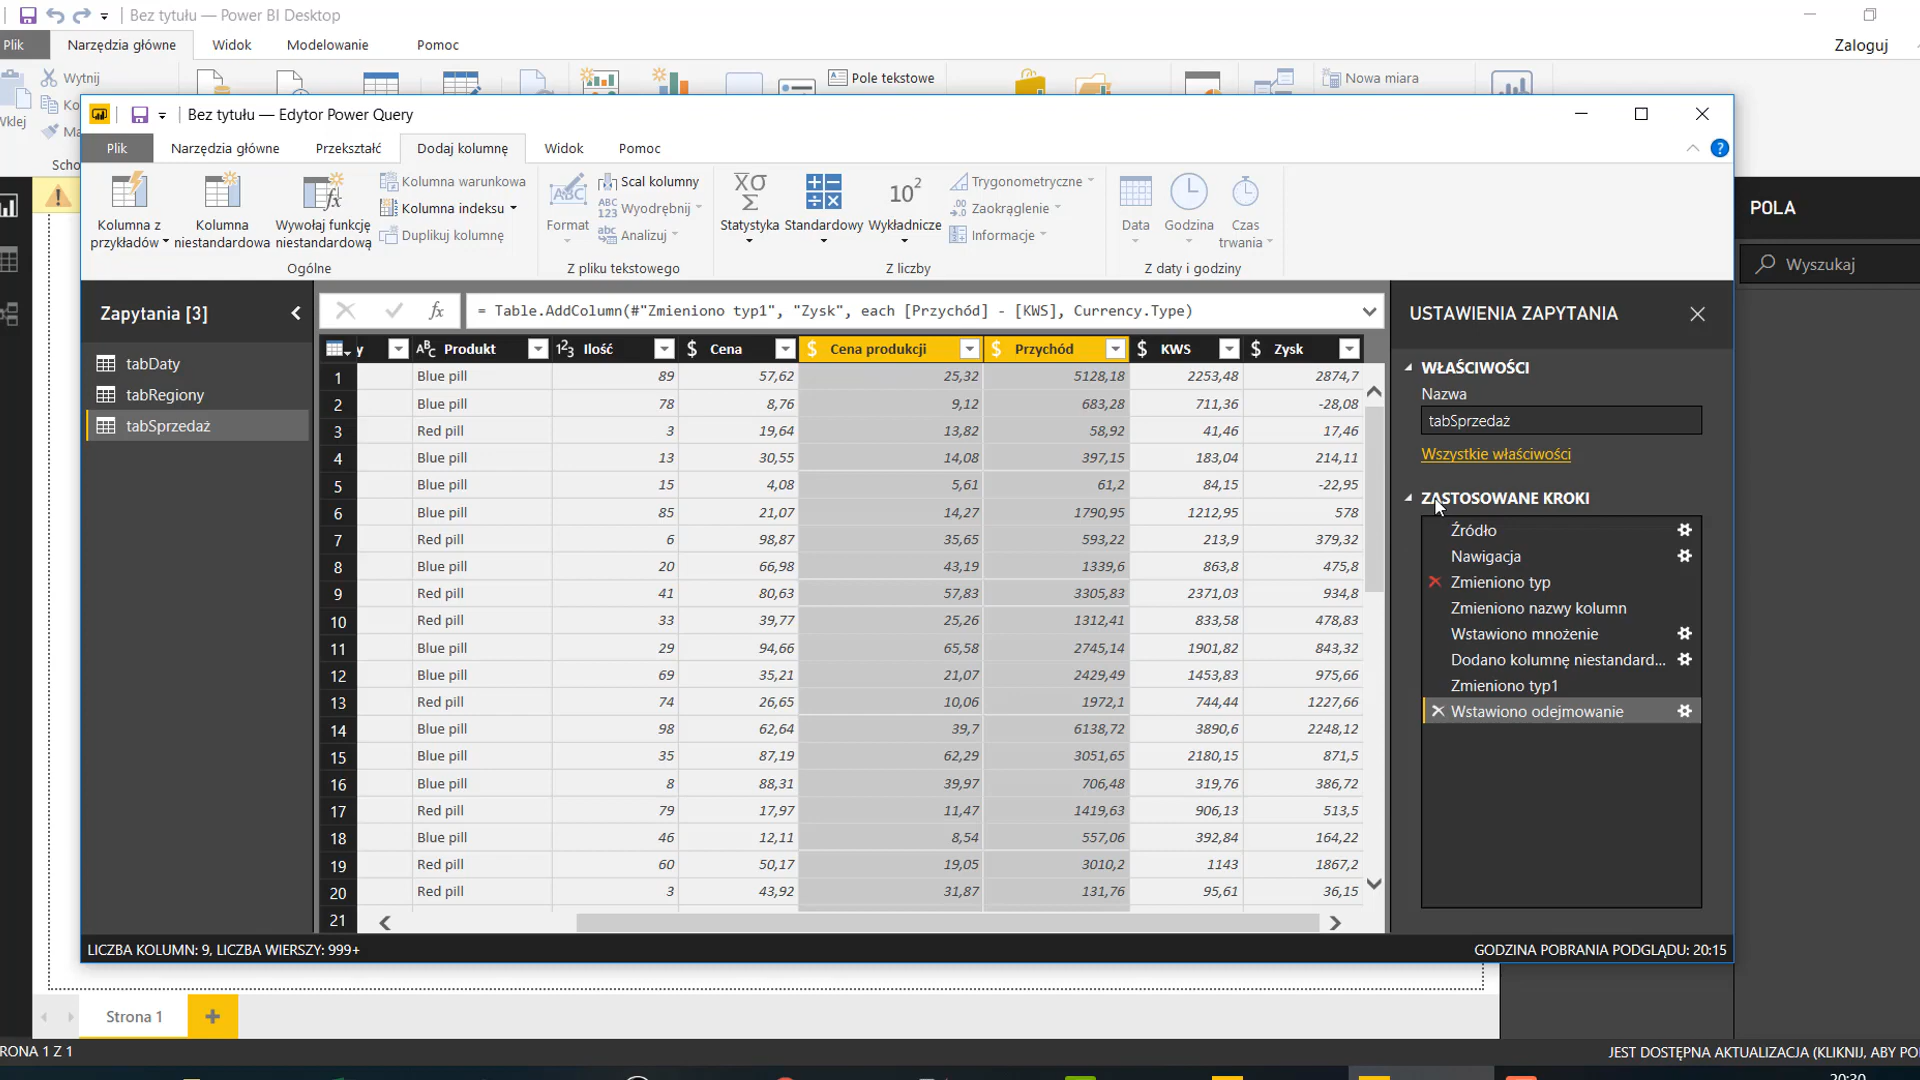 Bez tytułu — Power BI Desktop
Plik Narzędzia główne Widok Modelowanie Pomoc Zaloguj
Wytnij Pole tekstowe Nowa miara
Bez tytułu — Edytor Power Query
Plik Narzędzia główne Przekształć Dodaj kolumnę Widok Pomoc
Kolumna z przykładów
Kolumna niestandardowa
Wywołaj funkcję niestandardową
Kolumna warunkowa
Kolumna indeksu
Duplikuj kolumnę
Ogólne
Format
Scal kolumny
Wyodrębnij
Analizuj
Z pliku tekstowego
Statystyka
Standardowy
Wykładnicze
Trygonometryczne
Zaokrąglenie
Informacje
Z liczby
Data
Godzina
Czas trwania
Z daty i godziny
POLA
Wyszukaj
Zapytania [3]
tabDaty
tabRegiony
tabSprzedaż
= Table.AddColumn(#"Zmieniono typ1", "Zysk", each [Przychód] - [KWS], Currency.Type)
y Produkt Ilość Cena Cena produkcji Przychód KWS Zysk
1 Blue pill 89 57,62 25,32 5128,18 2253,48 2874,7
2 Blue pill 78 8,76 9,12 683,28 711,36 -28,08
3 Red pill 3 19,64 13,82 58,92 41,46 17,46
4 Blue pill 13 30,55 14,08 397,15 183,04 214,11
5 Blue pill 15 4,08 5,61 61,2 84,15 -22,95
6 Blue pill 85 21,07 14,27 1790,95 1212,95 578
7 Red pill 6 98,87 35,65 593,22 213,9 379,32
8 Blue pill 20 66,98 43,19 1339,6 863,8 475,8
9 Red pill 41 80,63 57,83 3305,83 2371,03 934,8
10 Red pill 33 39,77 25,26 1312,41 833,58 478,83
11 Blue pill 29 94,66 65,58 2745,14 1901,82 843,32
12 Blue pill 69 35,21 21,07 2429,49 1453,83 975,66
13 Red pill 74 26,65 10,06 1972,1 744,44 1227,66
14 Blue pill 98 62,64 39,7 6138,72 3890,6 2248,12
15 Blue pill 35 87,19 62,29 3051,65 2180,15 871,5
16 Blue pill 8 88,31 39,97 706,48 319,76 386,72
17 Red pill 79 17,97 11,47 1419,63 906,13 513,5
18 Blue pill 46 12,11 8,54 557,06 392,84 164,22
19 Red pill 60 50,17 19,05 3010,2 1143 1867,2
20 Red pill 3 43,92 31,87 131,76 95,61 36,15
21
USTAWIENIA ZAPYTANIA
WŁAŚCIWOŚCI
Nazwa
tabSprzedaż
Wszystkie właściwości
ZASTOSOWANE KROKI
Źródło
Nawigacja
Zmieniono typ
Zmieniono nazwy kolumn
Wstawiono mnożenie
Dodano kolumnę niestandard...
Zmieniono typ1
Wstawiono odejmowanie
LICZBA KOLUMN: 9, LICZBA WIERSZY: 999+ GODZINA POBRANIA PODGLĄDU: 20:15
Strona 1
RONA 1 Z 1 JEST DOSTĘPNA AKTUALIZACJA (KLIKNIJ, ABY PO